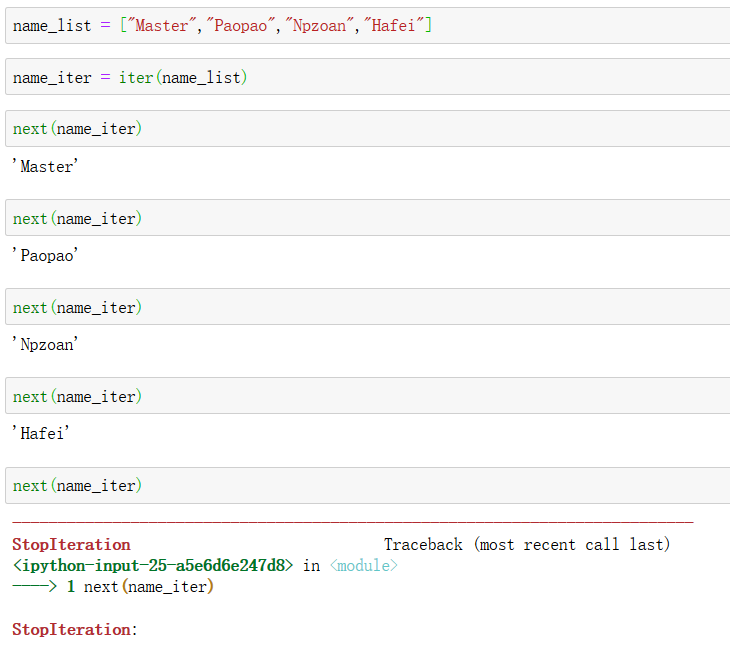 name_list = ["Master","Paopao","Npzoan","Hafei"]
name_iter = iter(name_list)
next(name_iter)
'Master'
next(name_iter)
'Paopao'
next(name_iter)
'Npzoan'
next(name_iter)
'Hafei'
next(name_iter)
---------------------------------------------------------------------------
StopIteration                             Traceback (most recent call last)
<ipython-input-25-a5e6d6e247d8> in <module>
----> 1 next(name_iter)
StopIteration: